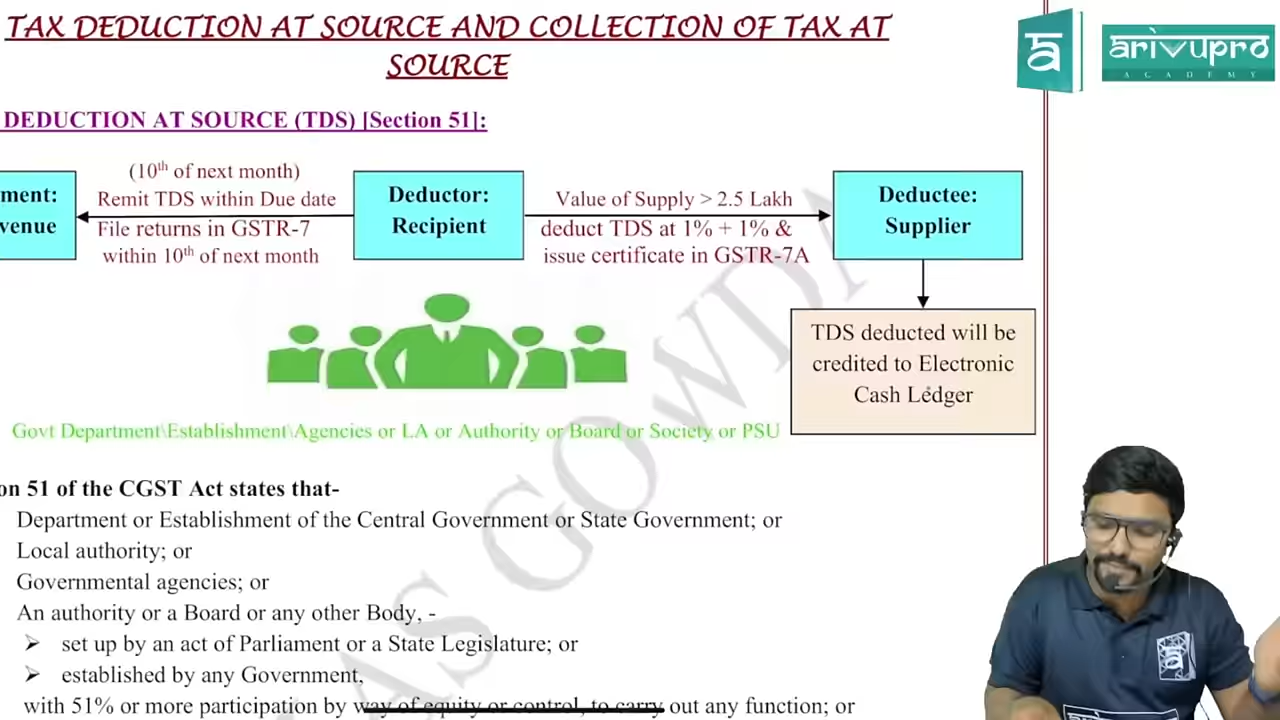 TAX DEDUCTION AT SOURCE AND COLLECTION OF TAX AT
SOURCE
arivupro
ACADEMY
DEDUCTION AT SOURCE (TDS) [Section 51]:
ment:
venue
(10th of next month)
Remit TDS within Due date
File returns in GSTR-7
within 10th of next month
Deductor:
Recipient
Value of Supply > 2.5 Lakh
deduct TDS at 1% + 1% &
issue certificate in GSTR-7A
Deductee:
Supplier
TDS deducted will be
credited to Electronic
Cash Ledger
Govt Department\Establishment\Agencies or LA or Authority or Board or Society or PSU
on 51 of the CGST Act states that-
Department or Establishment of the Central Government or State Government; or
Local authority; or
Governmental agencies; or
An authority or a Board or any other Body, -
set up by an act of Parliament or a State Legislature; or
established by any Government,
with 51% or more participation by way of equity or control, to carry out any function; or
AS GOWDA